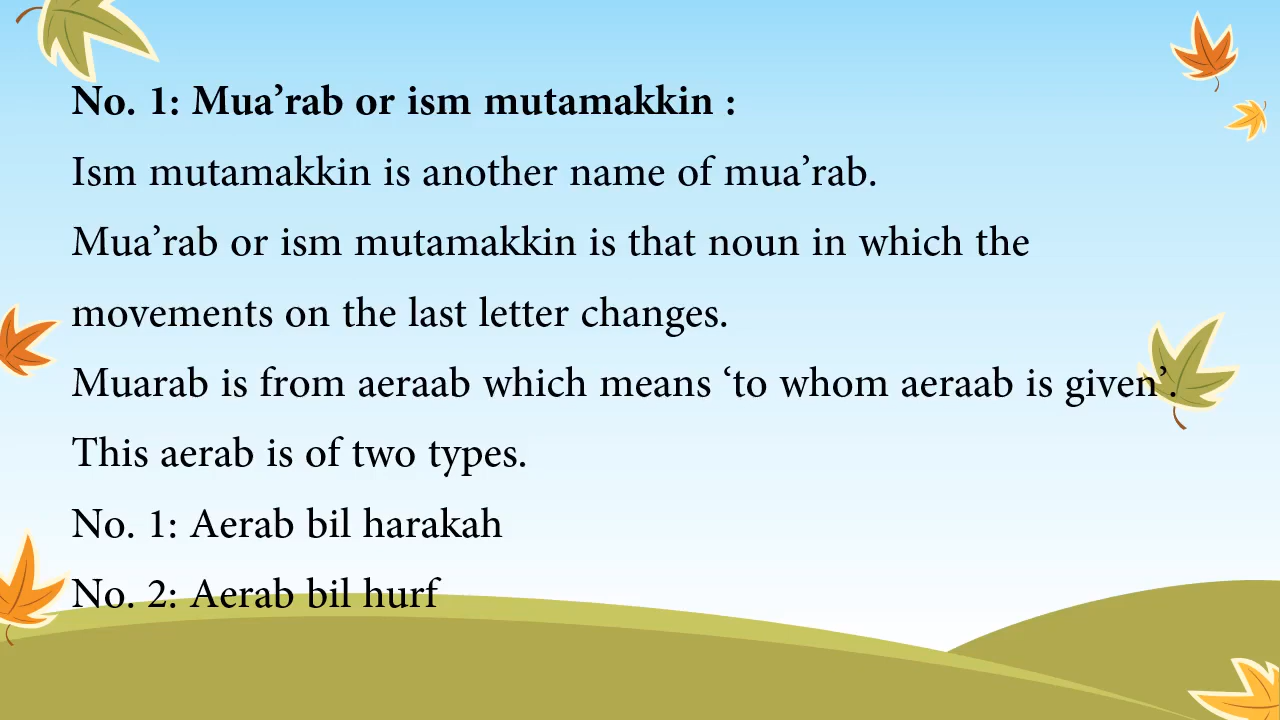 No. 1: Mua’rab or ism mutamakkin :
Ism mutamakkin is another name of mua’rab.
Mua’rab or ism mutamakkin is that noun in which the
movements on the last letter changes.
Muarab is from aeraab which means ‘to whom aeraab is given’.
This aerab is of two types.
No. 1: Aerab bil harakah
No. 2: Aerab bil hurf